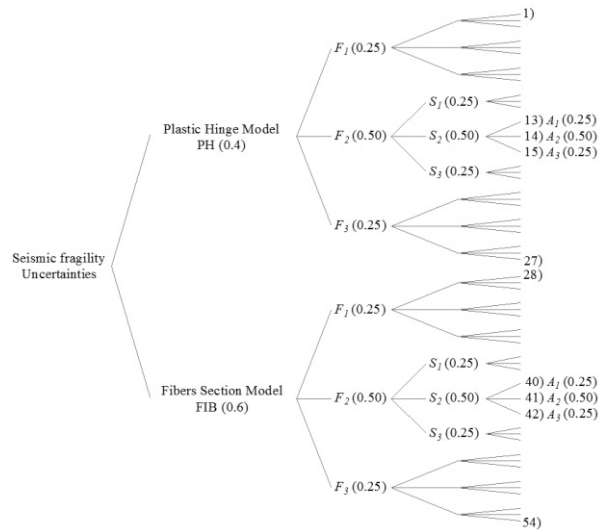 1)
F1 (0.25)
S1 (0.25)
Plastic Hinge Model
PH (0.4)
F2 (0.50)
S2 (0.50)
13) A1 (0.25)
14) A2 (0.50)
15) A3 (0.25)
S3 (0.25)
F3 (0.25)
27)
Seismic fragility
Uncertainties
28)
F1 (0.25)
S1 (0.25)
Fibers Section Model
FIB (0.6)
F2 (0.50)
S2 (0.50)
40) A1 (0.25)
41) A2 (0.50)
42) A3 (0.25)
S3 (0.25)
F3 (0.25)
54)